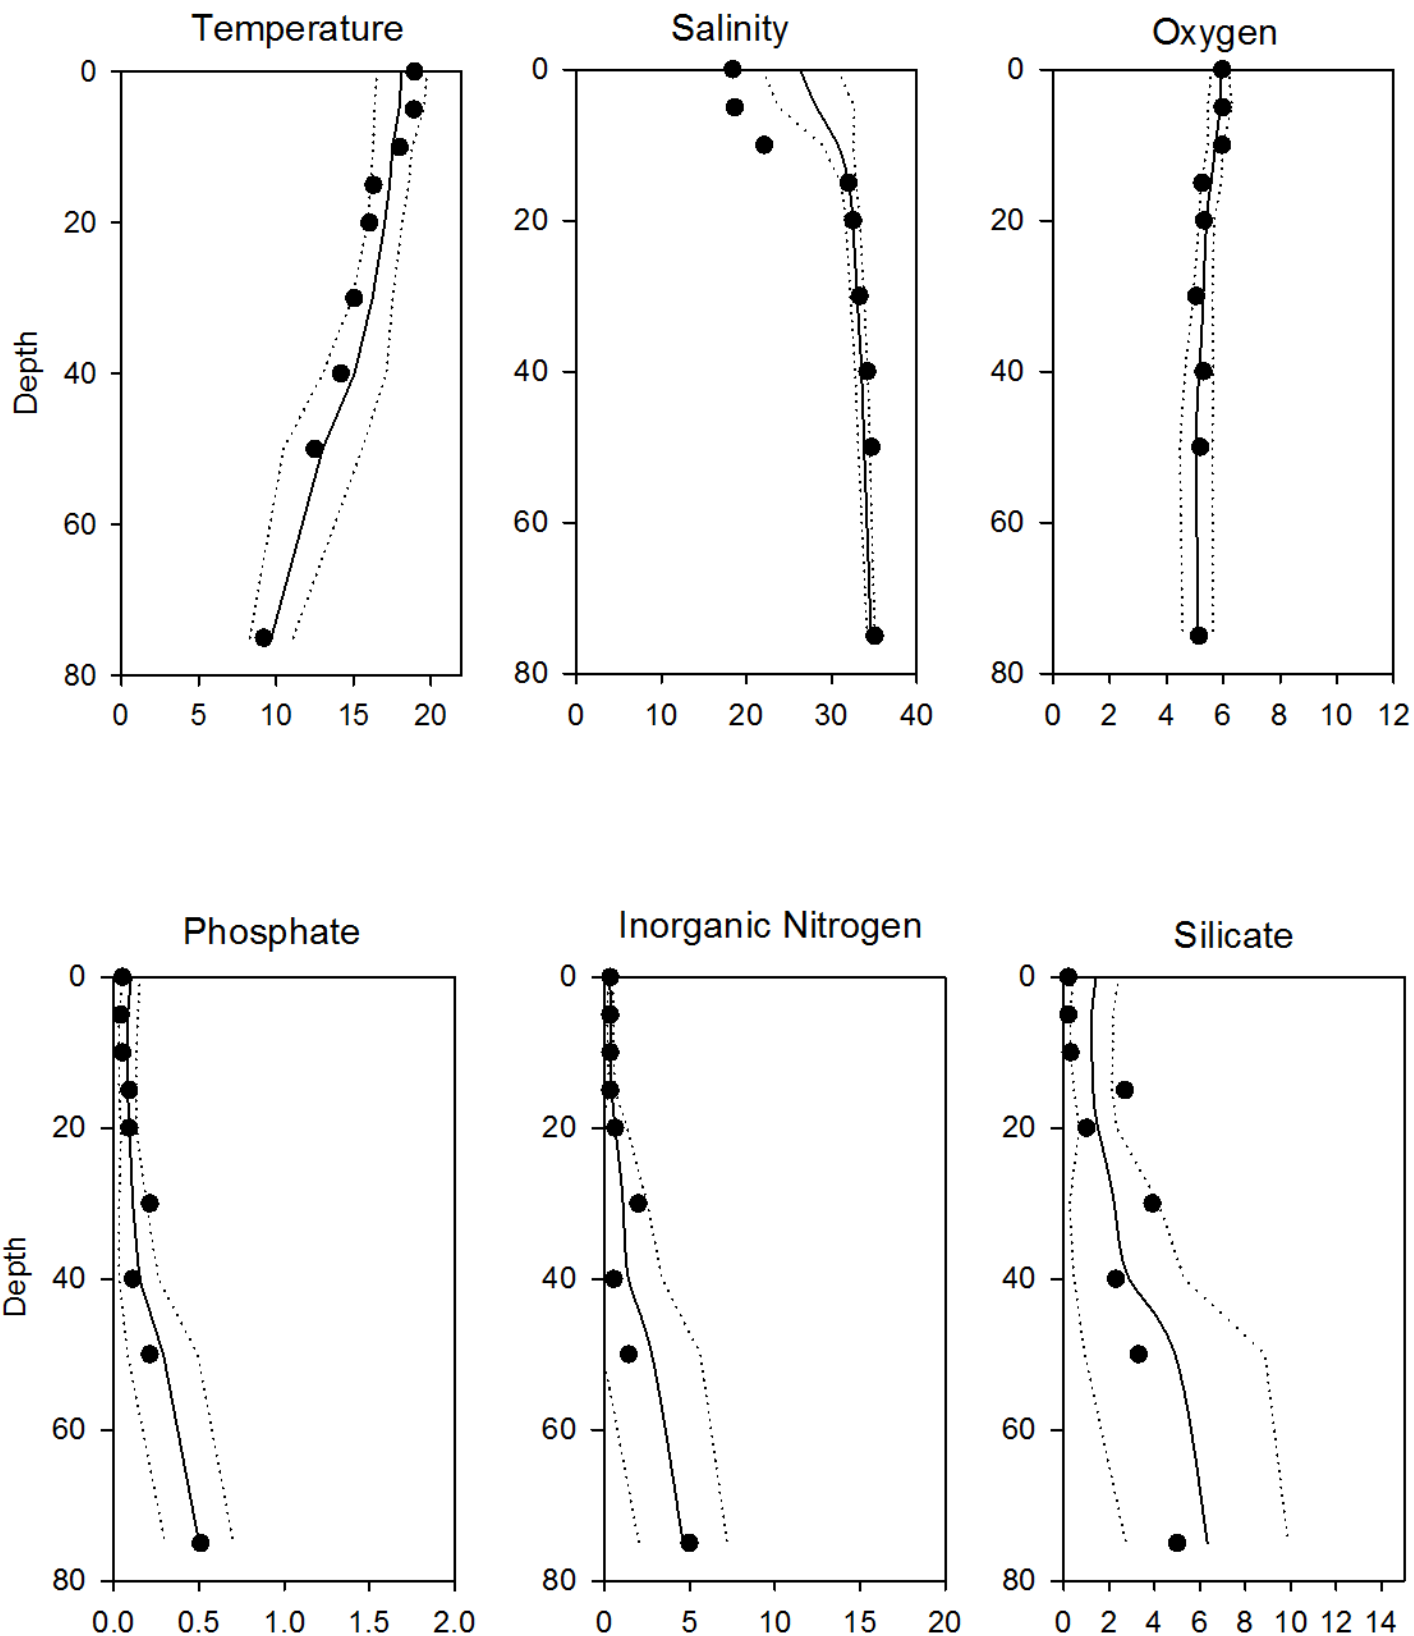 Temperature Salinity Oxygen
0 0 0
20 20 20
Depth
40 40 40
60 60 60
80 80 80
0 5 10 15 20 0 10 20 30 40 0 2 4 6 8 10 12
Phosphate Inorganic Nitrogen Silicate
0 0 0
20 20 20
Depth
40 40 40
60 60 60
80 80 80
0.0 0.5 1.0 1.5 2.0 0 5 10 15 20 0 2 4 6 8 10 12 14